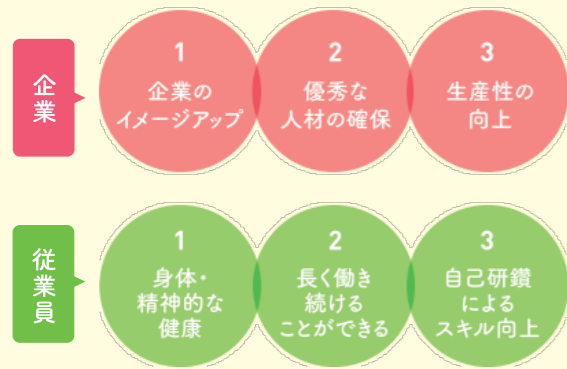 企業
1
企業の
イメージアップ
2
優秀な
人材の確保
3
生産性の
向上
従業員
1
身体・
精神的な
健康
2
長く働き
続ける
ことができる
3
自己研鑽
による
スキル向上